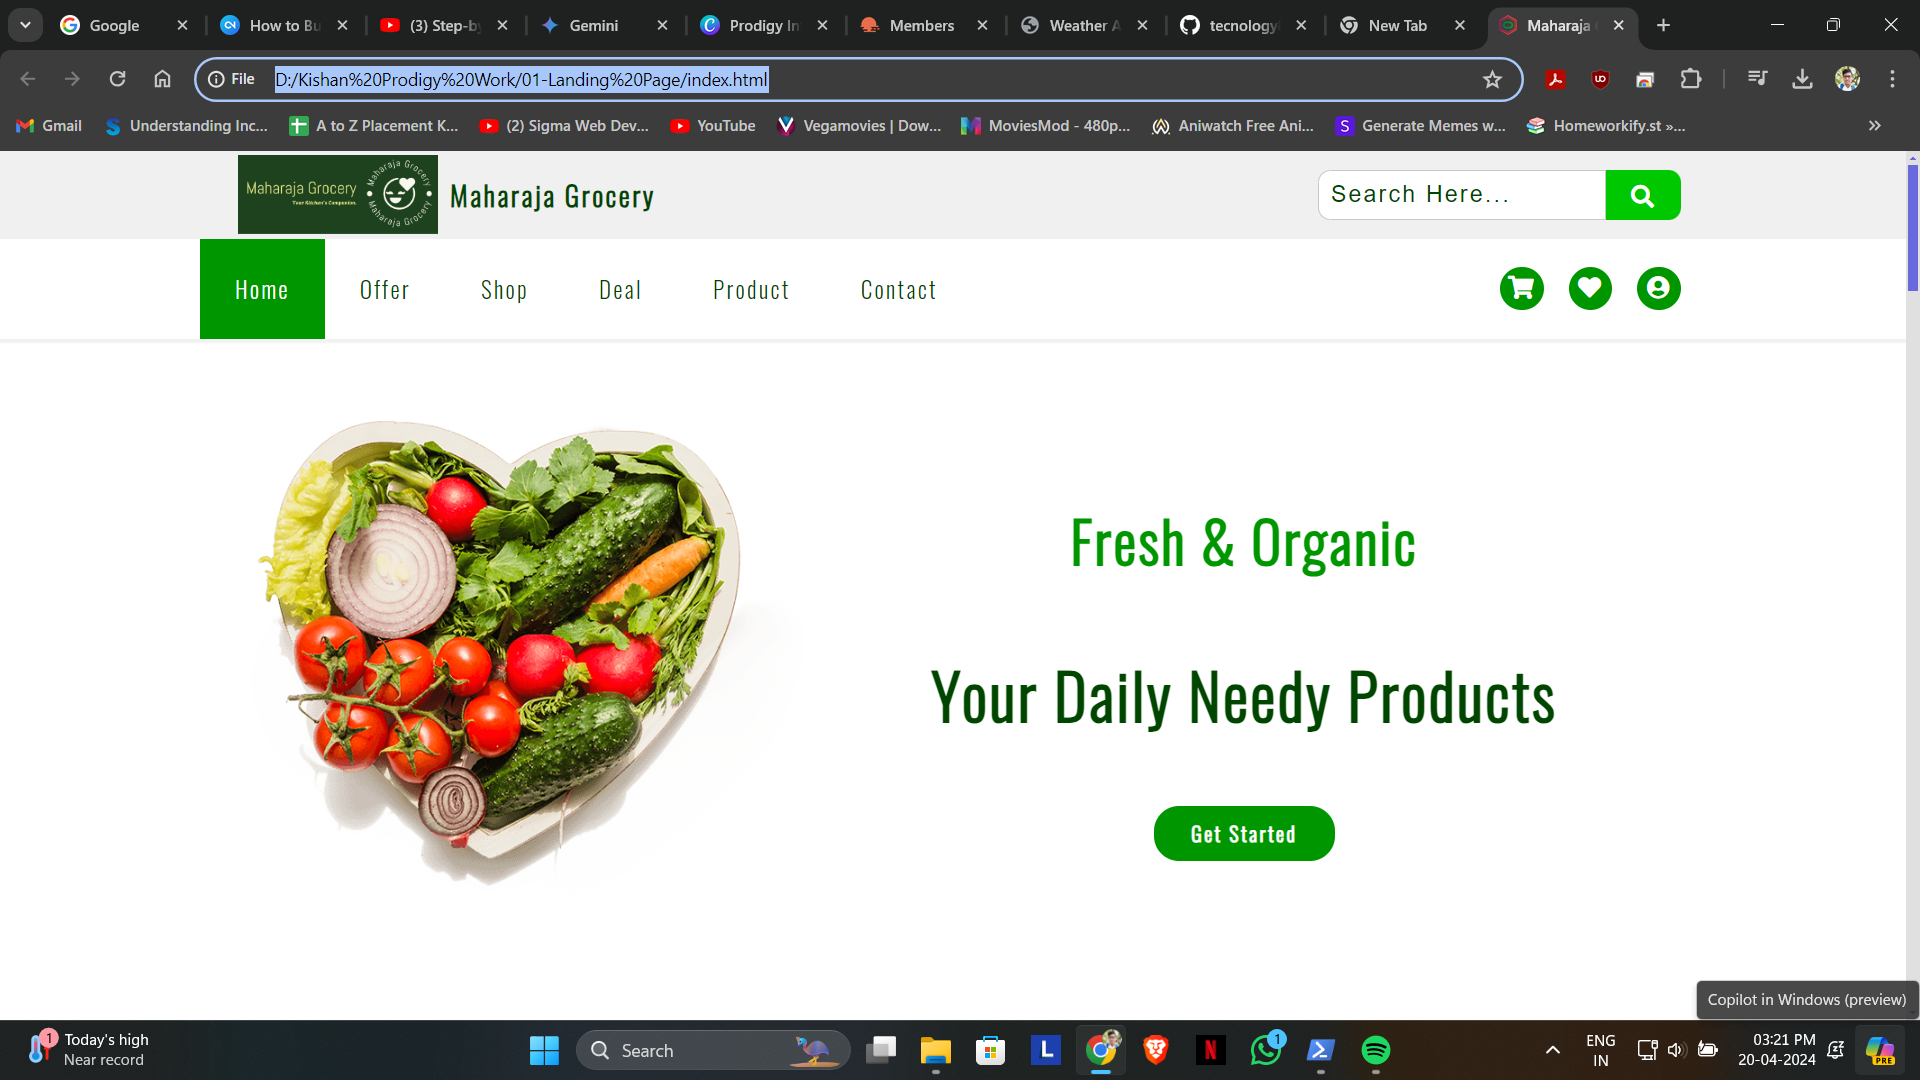 Google
How to Bu
(3) Step-by
Gemini
Prodigy In
Members
Weather A
tecnology
New Tab
Maharaja
File
D:/Kishan%20Prodigy%20Work/01-Landing%20Page/index.html
Gmail
Understanding Inc...
A to Z Placement K...
(2) Sigma Web Dev...
YouTube
Vegamovies | Dow...
MoviesMod - 480p...
Aniwatch Free Ani...
Generate Memes w...
Homeworkify.st »...
Maharaja Grocery
Your Kitchen's Companion.
Maharaja Grocery
Maharaja Grocery
Maharaja Grocery
Search Here...
Home
Offer
Shop
Deal
Product
Contact
Fresh & Organic
Your Daily Needy Products
Get Started
Copilot in Windows (preview)
1
Today's high
Near record
Search
L
N
1
ENG
IN
03:21 PM
20-04-2024
PRE